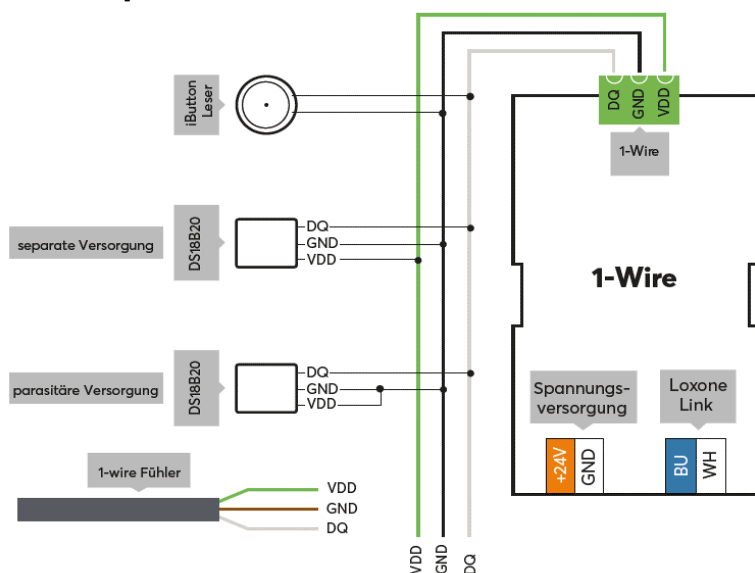 iButton
Leser
DQ
GND
VDD
1-Wire
separate Versorgung
DS18B20
DQ
GND
VDD
1-Wire
parasitäre Versorgung
DS18B20
DQ
GND
VDD
Spannungs-
versorgung
Loxone
Link
+24V
GND
BU
WH
1-wire Fühler
VDD
GND
DQ
VDD
GND
DQ